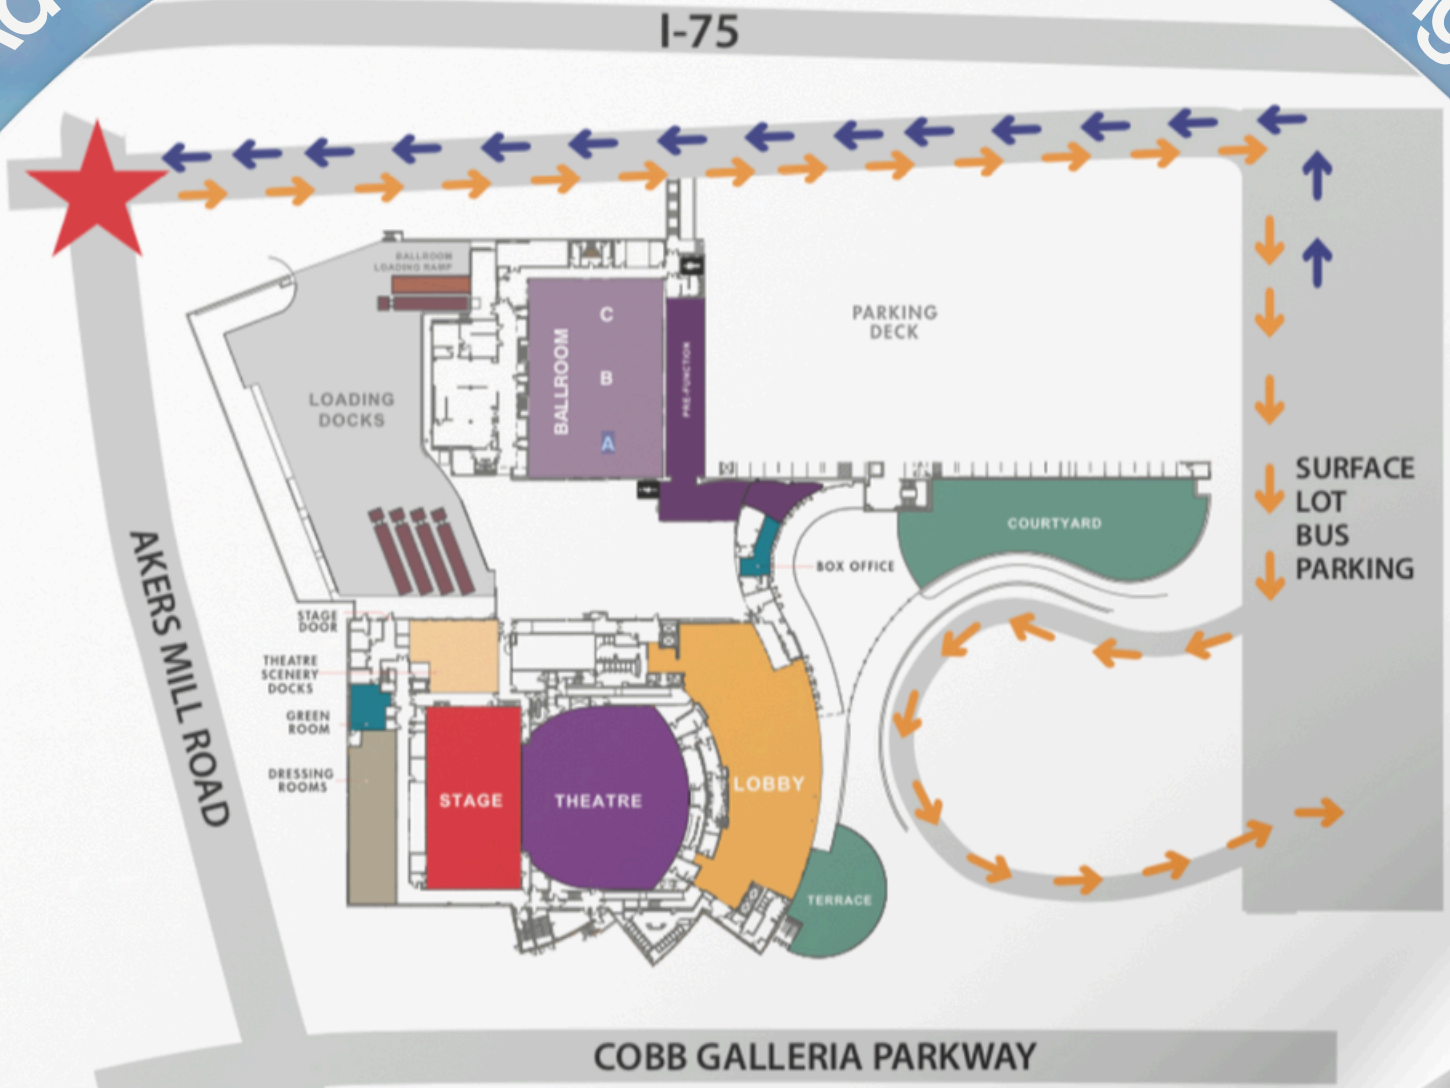 I-75
BALLROOM
LOADING RAMP
C
BALLROOM
B
A
PRE-FUNCTION
PARKING
DECK
LOADING
DOCKS
SURFACE
LOT
BUS
PARKING
COURTYARD
BOX OFFICE
AKERS MILL ROAD
STAGE
DOOR
THEATRE
SCENERY
DOCKS
GREEN
ROOM
DRESSING
ROOMS
STAGE
THEATRE
LOBBY
TERRACE
COBB GALLERIA PARKWAY